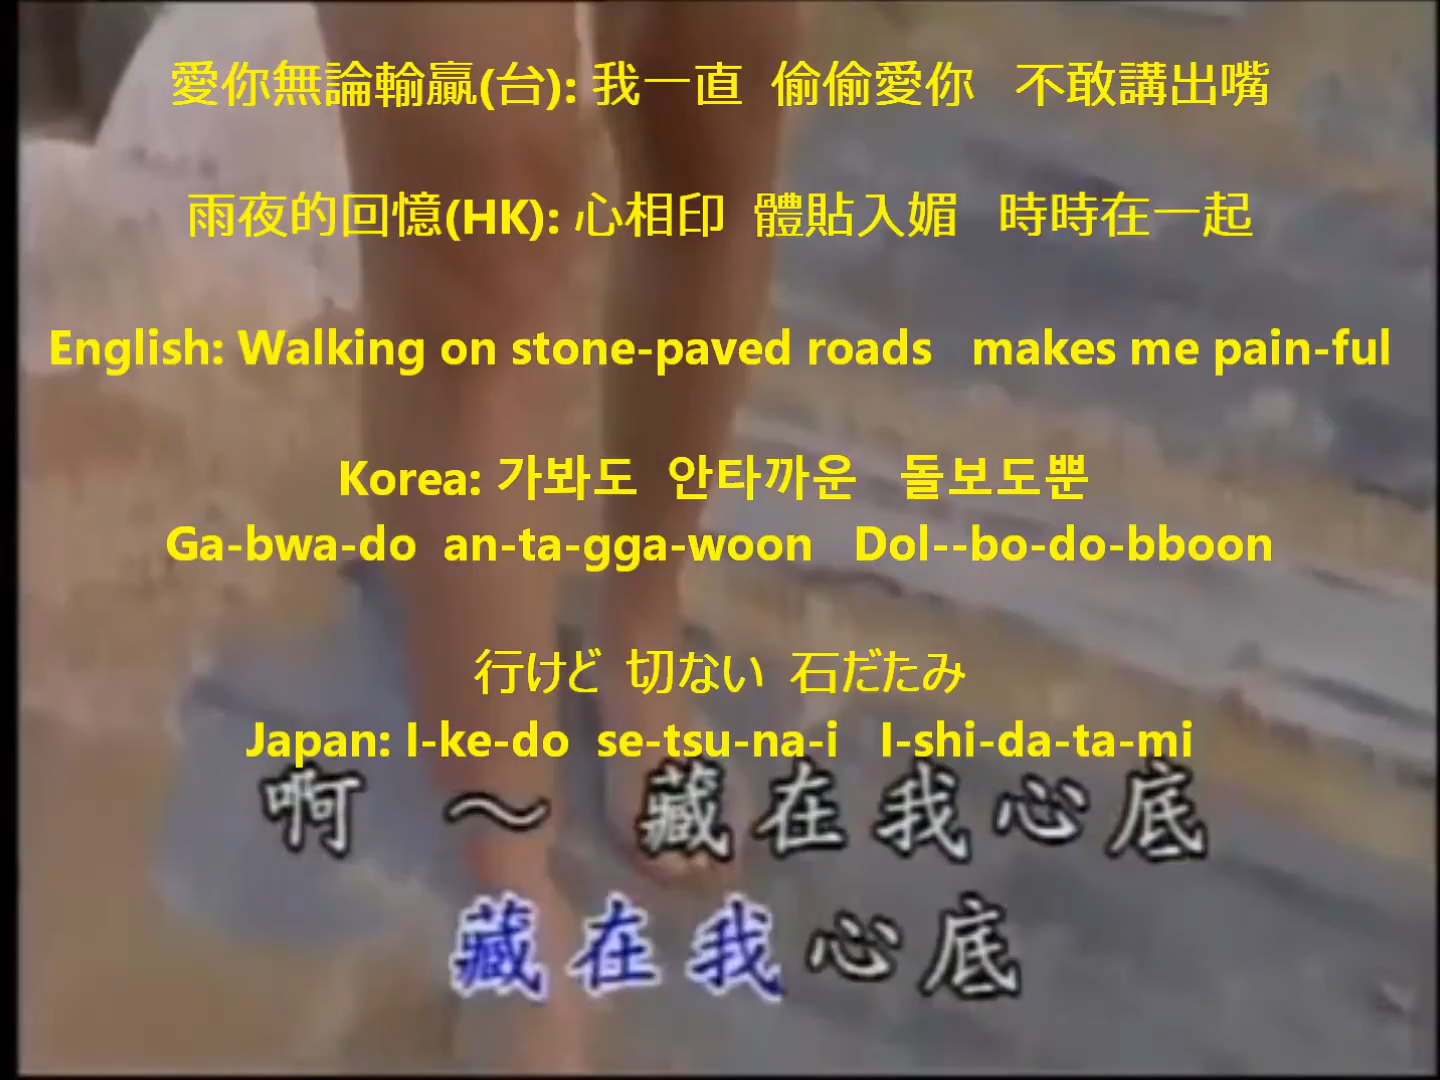 愛你無論輸贏(台): 我一直 偷偷愛你 不敢講出嘴
雨夜的回憶(HK): 心相印 體貼入媚 時時在一起
English: Walking on stone-paved roads makes me pain-ful
Korea: 가봐도 안타까운 돌보도뿐
Ga-bwa-do an-ta-gga-woon Dol--bo-do-bboon
行けど 切ない 石だたみ
Japan: I-ke-do se-tsu-na-i I-shi-da-ta-mi
啊 ～ 藏在我心底
藏在我心底